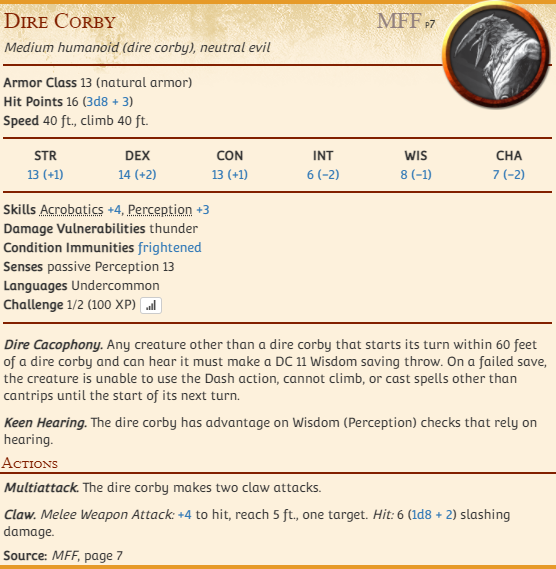 Dire Corby MFF p7
Medium humanoid (dire corby), neutral evil
Armor Class 13 (natural armor)
Hit Points 16 (3d8 + 3)
Speed 40 ft., climb 40 ft.
STR DEX CON INT WIS CHA
13 (+1) 14 (+2) 13 (+1) 6 (−2) 8 (−1) 7 (−2)
Skills Acrobatics +4, Perception +3
Damage Vulnerabilities thunder
Condition Immunities frightened
Senses passive Perception 13
Languages Undercommon
Challenge 1/2 (100 XP)
Dire Cacophony. Any creature other than a dire corby that starts its turn within 60 feet
of a dire corby and can hear it must make a DC 11 Wisdom saving throw. On a failed save,
the creature is unable to use the Dash action, cannot climb, or cast spells other than
cantrips until the start of its next turn.
Keen Hearing. The dire corby has advantage on Wisdom (Perception) checks that rely on
hearing.
Actions
Multiattack. The dire corby makes two claw attacks.
Claw. Melee Weapon Attack: +4 to hit, reach 5 ft., one target. Hit: 6 (1d8 + 2) slashing
damage.
Source: MFF, page 7